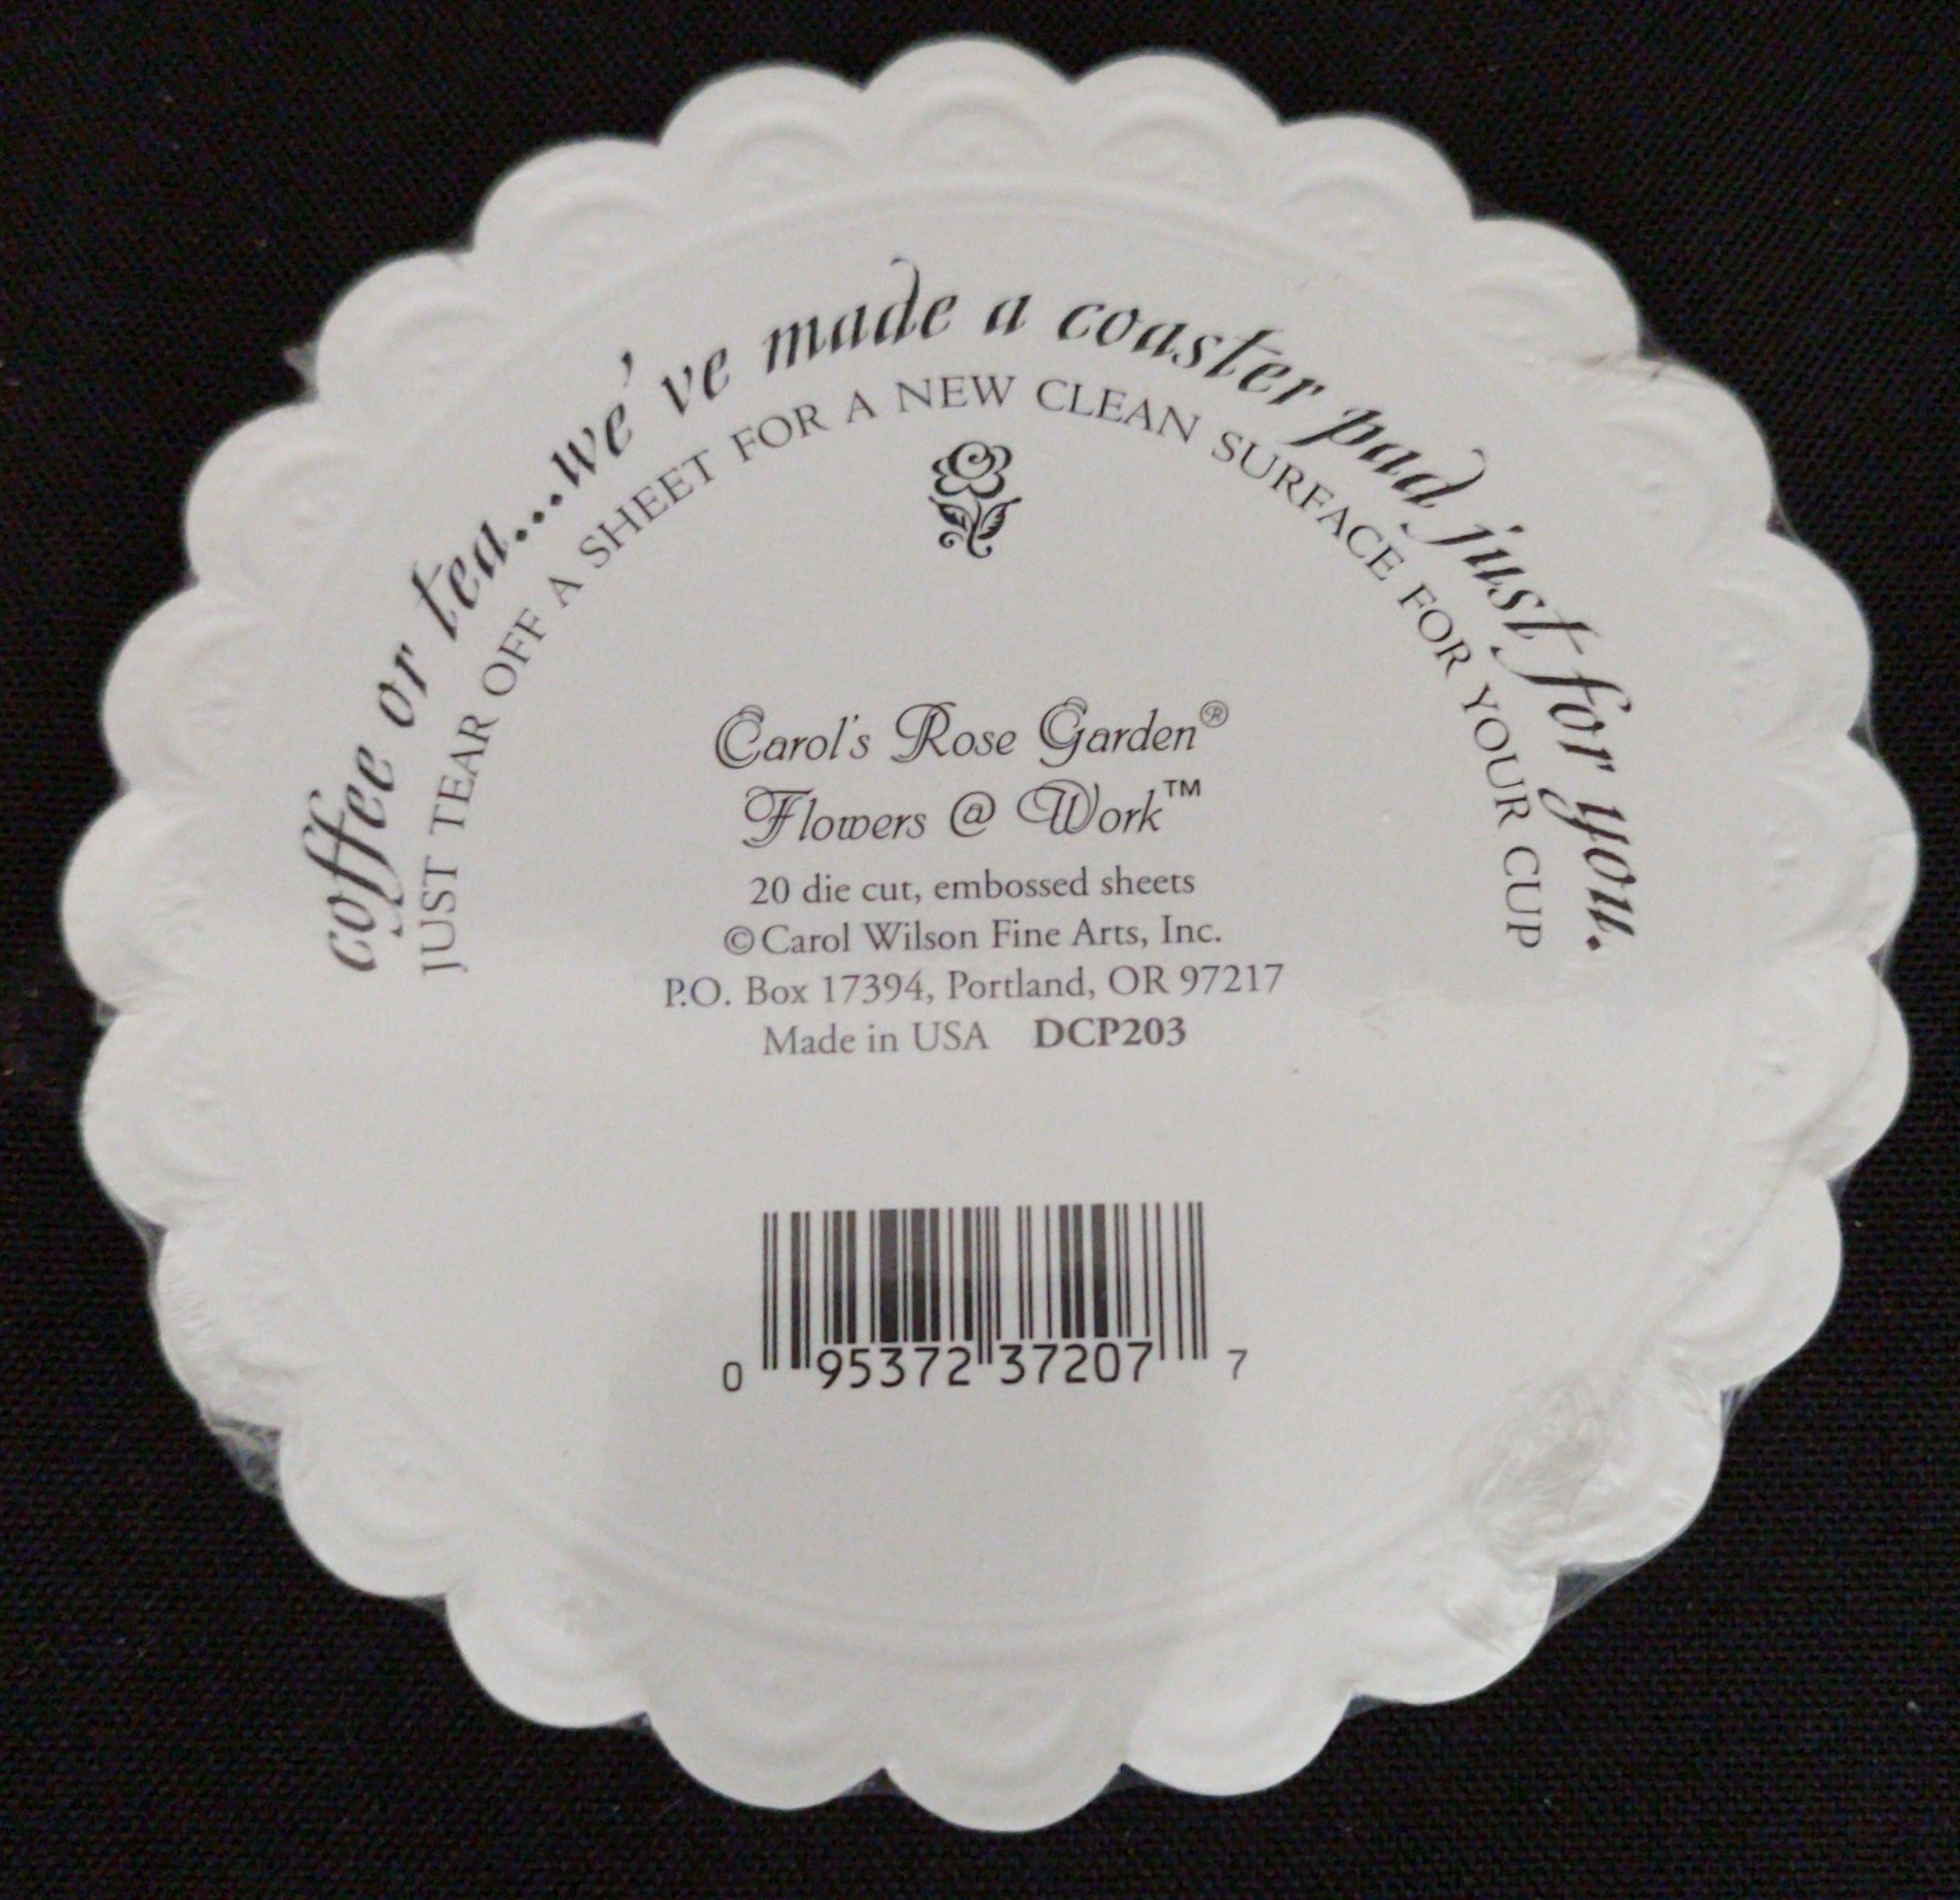 coffee or tea...we've made a coaster pad just for you.
JUST TEAR OFF A SHEET FOR A NEW CLEAN SURFACE FOR YOUR CUP
Carol's Rose Garden®
Flowers @ Work™
20 die cut, embossed sheets
©Carol Wilson Fine Arts, Inc.
P.O. Box 17394, Portland, OR 97217
Made in USA DCP203
0 95372 37207 7